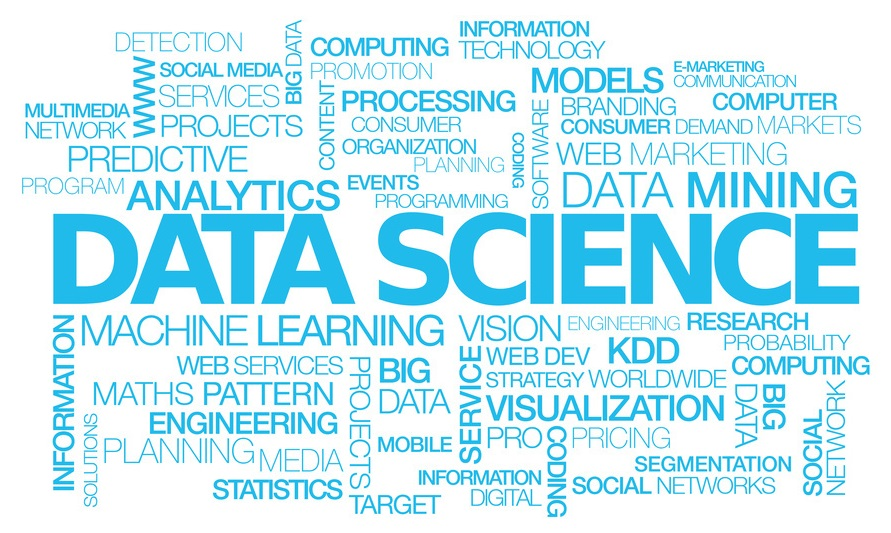 DETECTION
BIG DATA
COMPUTING
INFORMATION
TECHNOLOGY
WWW
SOCIAL MEDIA
PROMOTION
E-MARKETING
COMMUNICATION
MODELS
SERVICES
CONTENT
PROCESSING
BRANDING
COMPUTER
MULTIMEDIA
NETWORK
PROJECTS
CONSUMER
SOFTWARE
CONSUMER DEMAND MARKETS
PREDICTIVE
ORGANIZATION
CODING
WEB MARKETING
PLANNING
PROGRAM
ANALYTICS
EVENTS
PROGRAMMING
DATA MINING
DATA SCIENCE
INFORMATION
MACHINE LEARNING
VISION
ENGINEERING
RESEARCH
PROBABILITY
WEB SERVICES
PROJECTS
BIG
DATA
SERVICE
WEB DEV
KDD
COMPUTING
STRATEGY WORLDWIDE
MATHS PATTERN
VISUALIZATION
DATA
BIG
SOCIAL
NETWORK
ENGINEERING
SOLUTIONS
PLANNING
MEDIA
MOBILE
PRO
CODING
PRICING
SEGMENTATION
STATISTICS
INFORMATION
DIGITAL
SOCIAL NETWORKS
TARGET